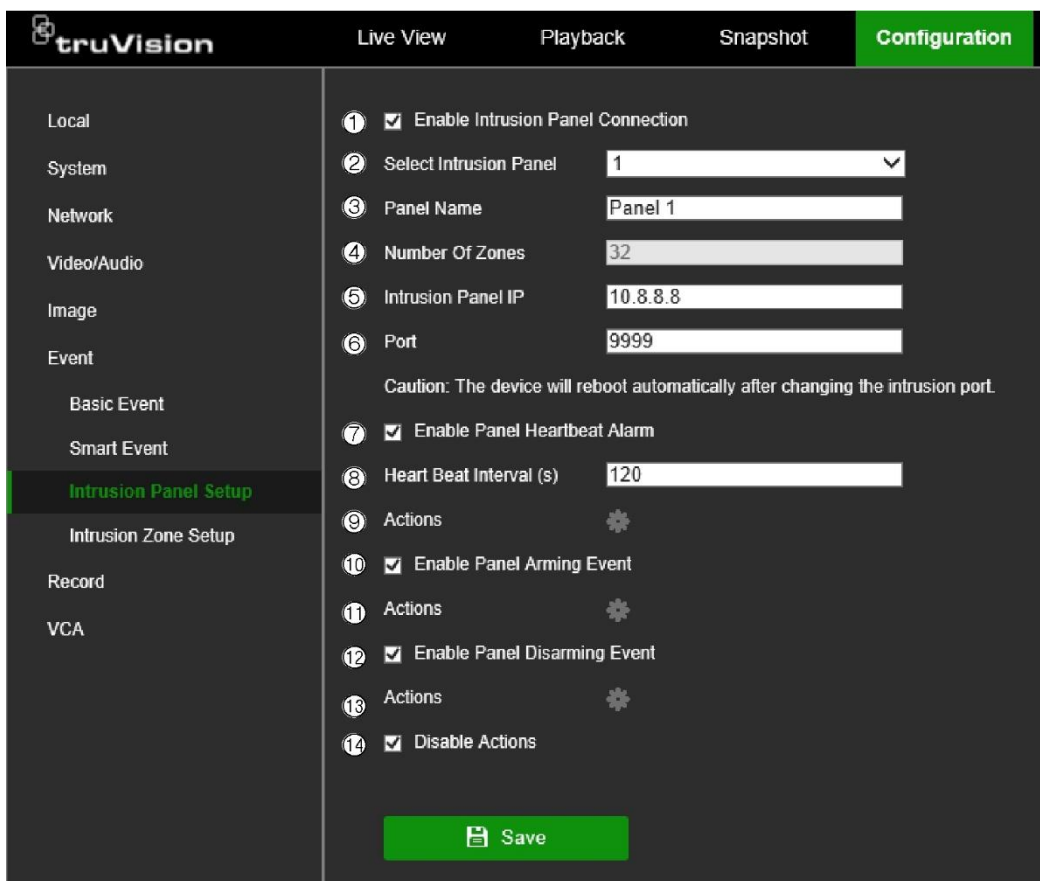 truVision Live View Playback Snapshot Configuration
Local
System
Network
Video/Audio
Image
Event
Basic Event
Smart Event
Intrusion Panel Setup
Intrusion Zone Setup
Record
VCA
① Enable Intrusion Panel Connection
② Select Intrusion Panel 1
③ Panel Name Panel 1
④ Number Of Zones 32
⑤ Intrusion Panel IP 10.8.8.8
⑥ Port 9999
Caution: The device will reboot automatically after changing the intrusion port.
⑦ Enable Panel Heartbeat Alarm
⑧ Heart Beat Interval (s) 120
⑨ Actions
⑩ Enable Panel Arming Event
⑪ Actions
⑫ Enable Panel Disarming Event
⑬ Actions
⑭ Disable Actions
Save